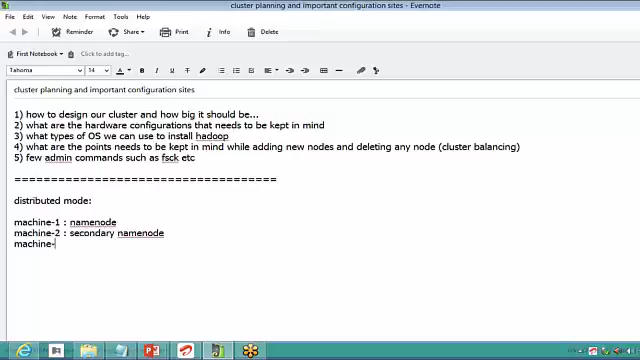 cluster planning and important configuration sites - Evernote
File Edit View Note Format Tools Help
Reminder Share Print Info Delete
First Notebook Click to add tag...
Tahoma 14 A B I U
cluster planning and important configuration sites
1) how to design our cluster and how big it should be...
2) what are the hardware configurations that needs to be kept in mind
3) what types of OS we can use to install hadoop
4) what are the points needs to be kept in mind while adding new nodes and deleting any node (cluster balancing)
5) few admin commands such as fsck etc
===================================
distributed mode:
machine-1 : namenode
machine-2 : secondary namenode
machine-